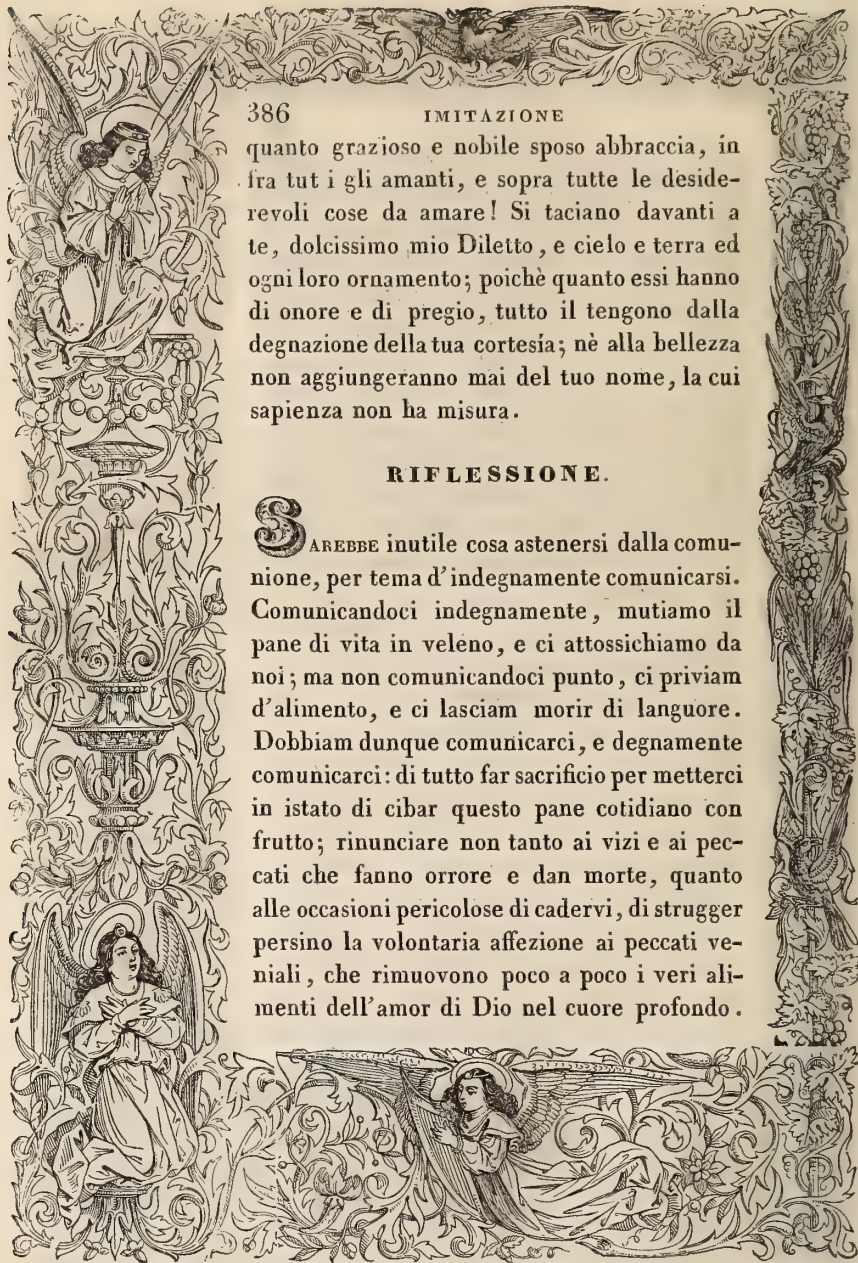 386 IMITAZIONE
quanto grazioso e nobile sposo abbraccia, in
fra tut i gli amanti, e sopra tutte le deside-
revoli cose da amare! Si taciano davanti a
te, dolcissimo mio Diletto, e cielo e terra ed
ogni loro ornamento; poichè quanto essi hanno
di onore e di pregio, tutto il tengono dalla
degnazione della tua cortesía; nè alla bellezza
non aggiungeranno mai del tuo nome, la cui
sapienza non ha misura.
RIFLESSIONE.
SAREBBE inutile cosa astenersi dalla comu-
nione, per tema d'indegnamente comunicarsi.
Comunicandoci indegnamente, mutiamo il
pane di vita in veleno, e ci attossichiamo da
noi; ma non comunicandoci punto, ci priviam
d'alimento, e ci lasciam morir di languore.
Dobbiam dunque comunicarci, e degnamente
comunicarci: di tutto far sacrificio per metterci
in istato di cibar questo pane cotidiano con
frutto; rinunciare non tanto ai vizi e ai pec-
cati che fanno orrore e dan morte, quanto
alle occasioni pericolose di cadervi, di strugger
persino la volontaria affezione ai peccati ve-
niali, che rimuovono poco a poco i veri ali-
menti dell'amor di Dio nel cuore profondo.